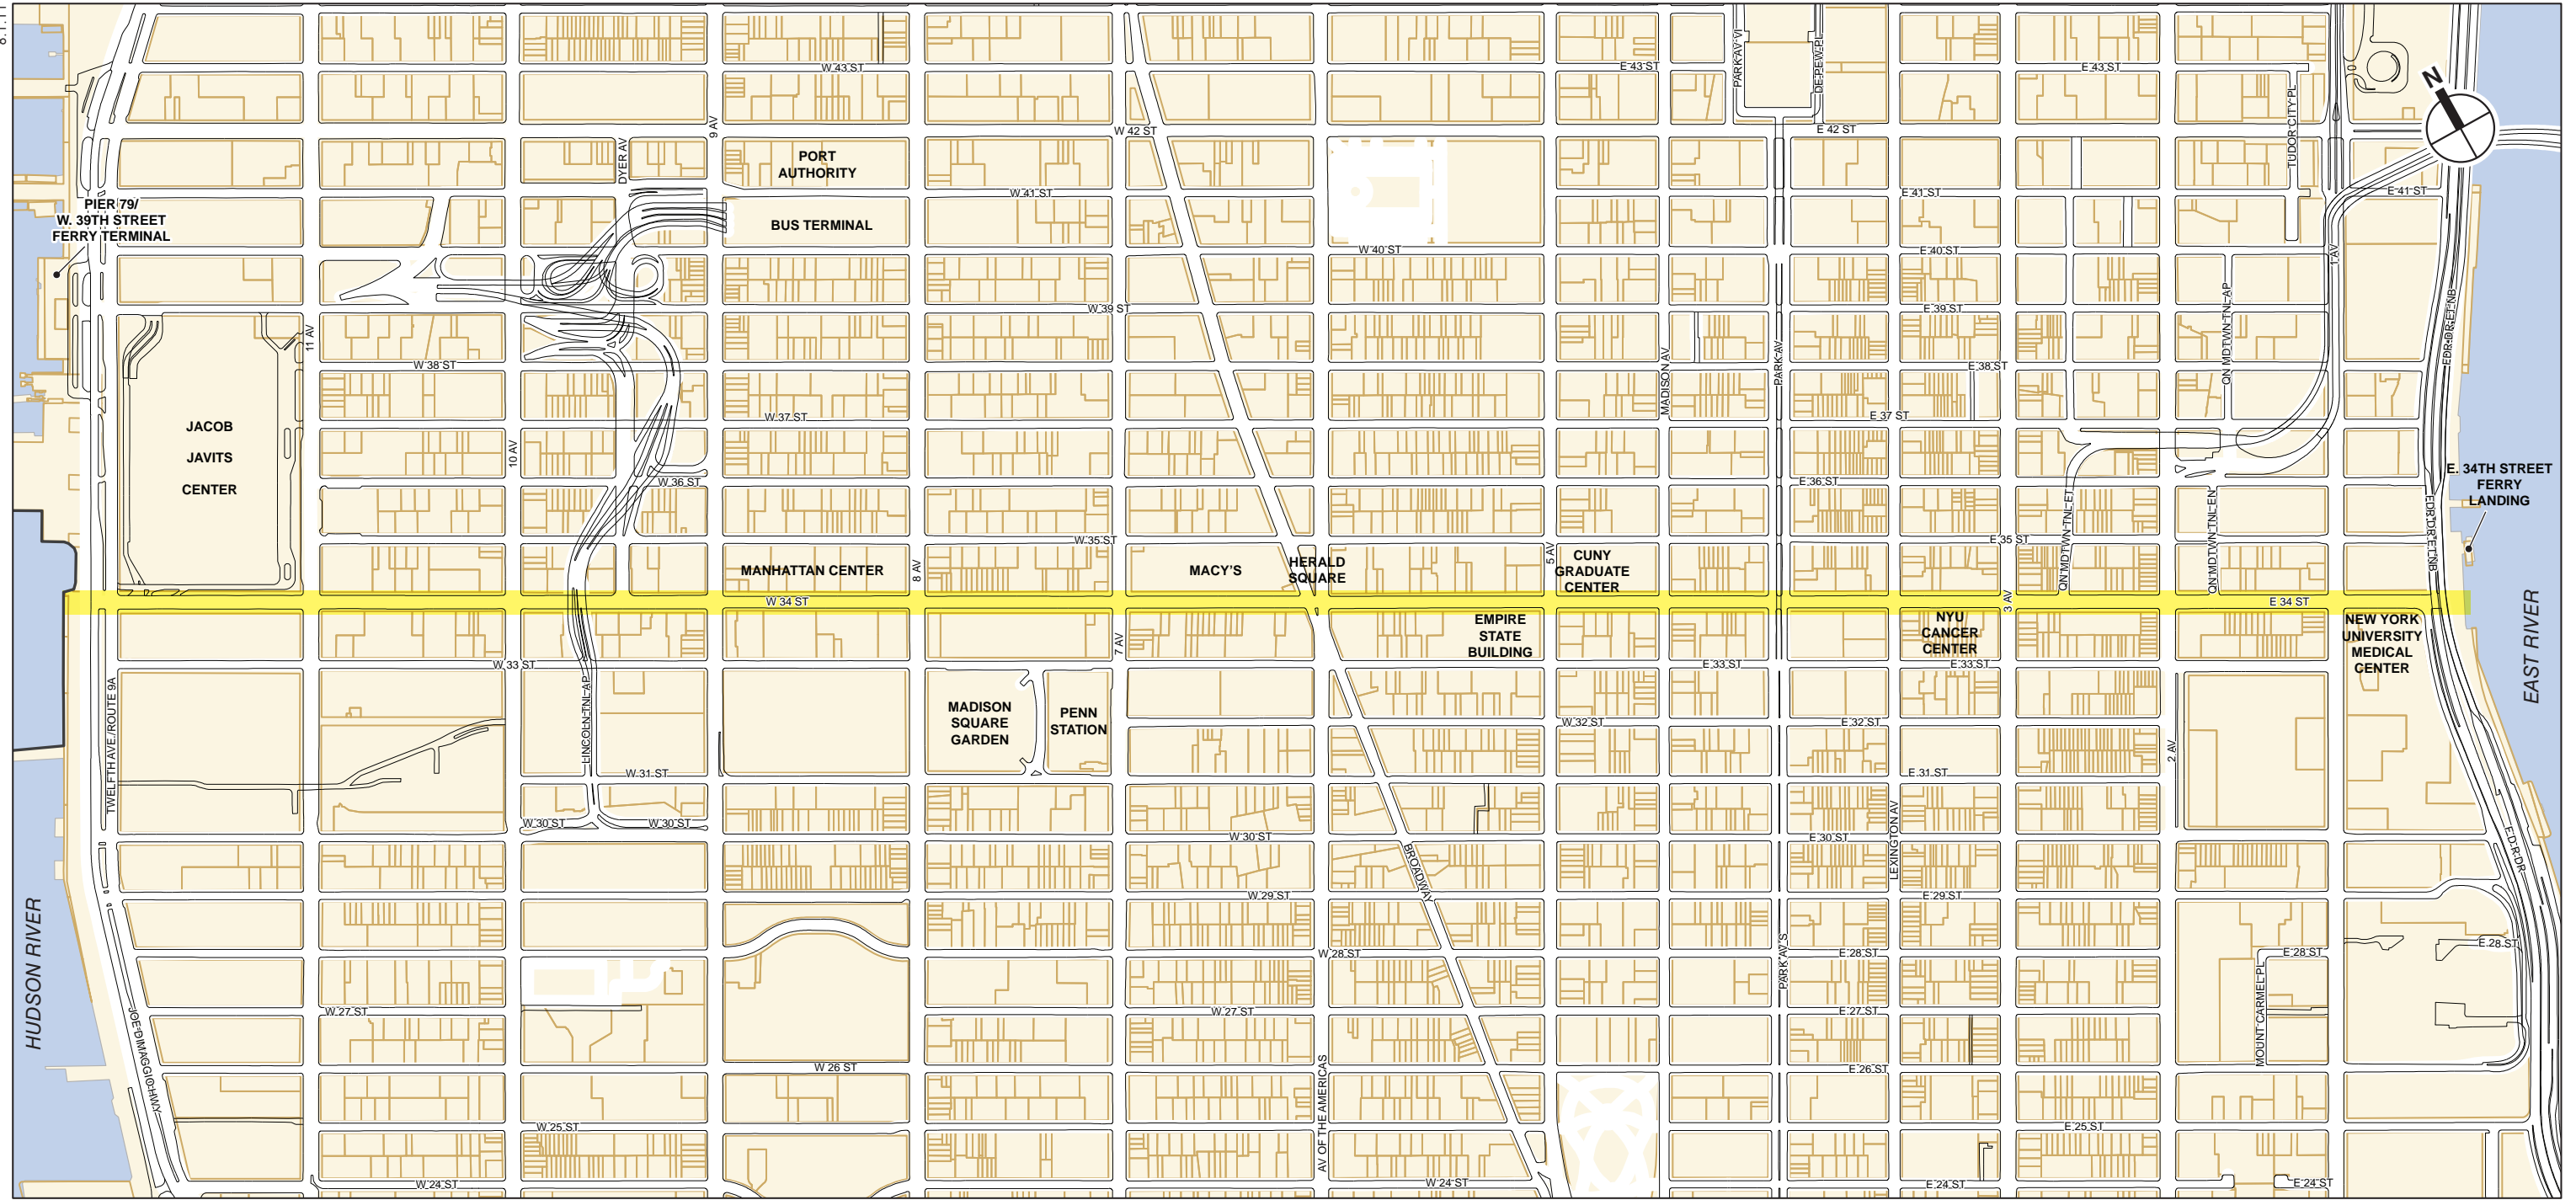 W 43 ST
E 43 ST
E 43 ST
PARK AV VI
DE PEW PL
N
W 42 ST
E 42 ST
9 AV
DYER AV
TUDOR CITY PL
PORT
AUTHORITY
BUS TERMINAL
W 41 ST
E 41 ST
E 41 ST
PIER 79/
W. 39TH STREET
FERRY TERMINAL
W 40 ST
E 40 ST
1 AV
W 39 ST
E 39 ST
QN MDTWN TNL AP
FDR DR ET NB
11 AV
W 38 ST
E 38 ST
MADISON AV
PARK AV
W 37 ST
E 37 ST
JACOB
JAVITS
CENTER
10 AV
W 36 ST
E 36 ST
E. 34TH STREET
FERRY
LANDING
QN MDTWN TNL ET
QN MDTWN TNL EN
FDR DR ET NB
W 35 ST
E 35 ST
MANHATTAN CENTER
8 AV
MACY'S
HERALD
SQUARE
5 AV
CUNY
GRADUATE
CENTER
W 34 ST
E 34 ST
3 AV
7 AV
EMPIRE
STATE
BUILDING
NYU
CANCER
CENTER
NEW YORK
UNIVERSITY
MEDICAL
CENTER
EAST RIVER
W 33 ST
E 33 ST
E 33 ST
TWELFTH AVE./ROUTE 9A
LINCOLN TNL AP
MADISON
SQUARE
GARDEN
PENN
STATION
W 32 ST
E 32 ST
2 AV
W 31 ST
E 31 ST
W 30 ST
W 30 ST
W 30 ST
E 30 ST
LEXINGTON AV
BROADWAY
F D R DR
W 29 ST
E 29 ST
HUDSON RIVER
W 28 ST
E 28 ST
E 28 ST
E 28 ST
PARK AV S
MOUNT CARMEL PL
W 27 ST
W 27 ST
E 27 ST
JOE DIMAGGIO HWY
W 26 ST
E 26 ST
AV OF THE AMERICAS
W 25 ST
E 25 ST
W 24 ST
W 24 ST
E 24 ST
E 24 ST